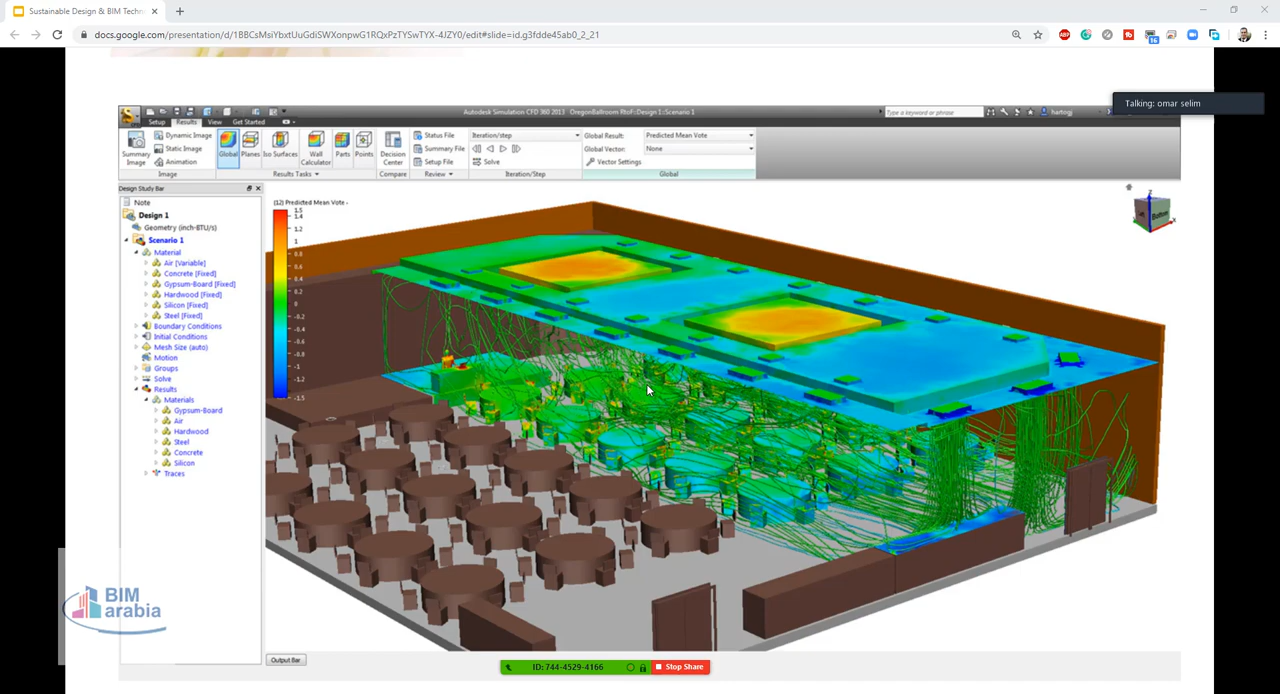 Sustainable Design & BIM Techn
docs.google.com/presentation/d/1BBCsMsiYbxtUuGdiSWXonpwG1RQxPzTYSwTYX-4JZY0/edit#slide=id.g3fdde45ab0_2_21
ABP
16
Talking: omar selim
Autodesk Simulation CFD 360 2013 OregonBallroom RtoF::Design 1::Scenario 1
Type a keyword or phrase
hartogj
Setup Results View Get Started
Summary Image
Dynamic Image
Static Image
Animation
Image
Global
Planes
Iso Surfaces
Wall Calculator
Parts
Points
Results Tasks
Decision Center
Compare
Status File
Summary File
Setup File
Review
Iteration/step
Solve
Iteration/Step
Global Result: Predicted Mean Vote
Global Vector: None
Vector Settings
Global
Design Study Bar
Note
Design 1
Geometry (inch-BTU/s)
Scenario 1
Material
Air [Variable]
Concrete [Fixed]
Gypsum-Board [Fixed]
Hardwood [Fixed]
Silicon [Fixed]
Steel [Fixed]
Boundary Conditions
Initial Conditions
Mesh Size (auto)
Motion
Groups
Solve
Results
Materials
Gypsum-Board
Air
Hardwood
Steel
Concrete
Silicon
Traces
(12) Predicted Mean Vote -
1.5
1.4
1.2
1
0.8
0.6
0.4
0.2
0
-0.2
-0.4
-0.6
-0.8
-1
-1.2
-1.5
Z
Bottom
BIM
arabia
Output Bar
ID: 744-4529-4166
Stop Share